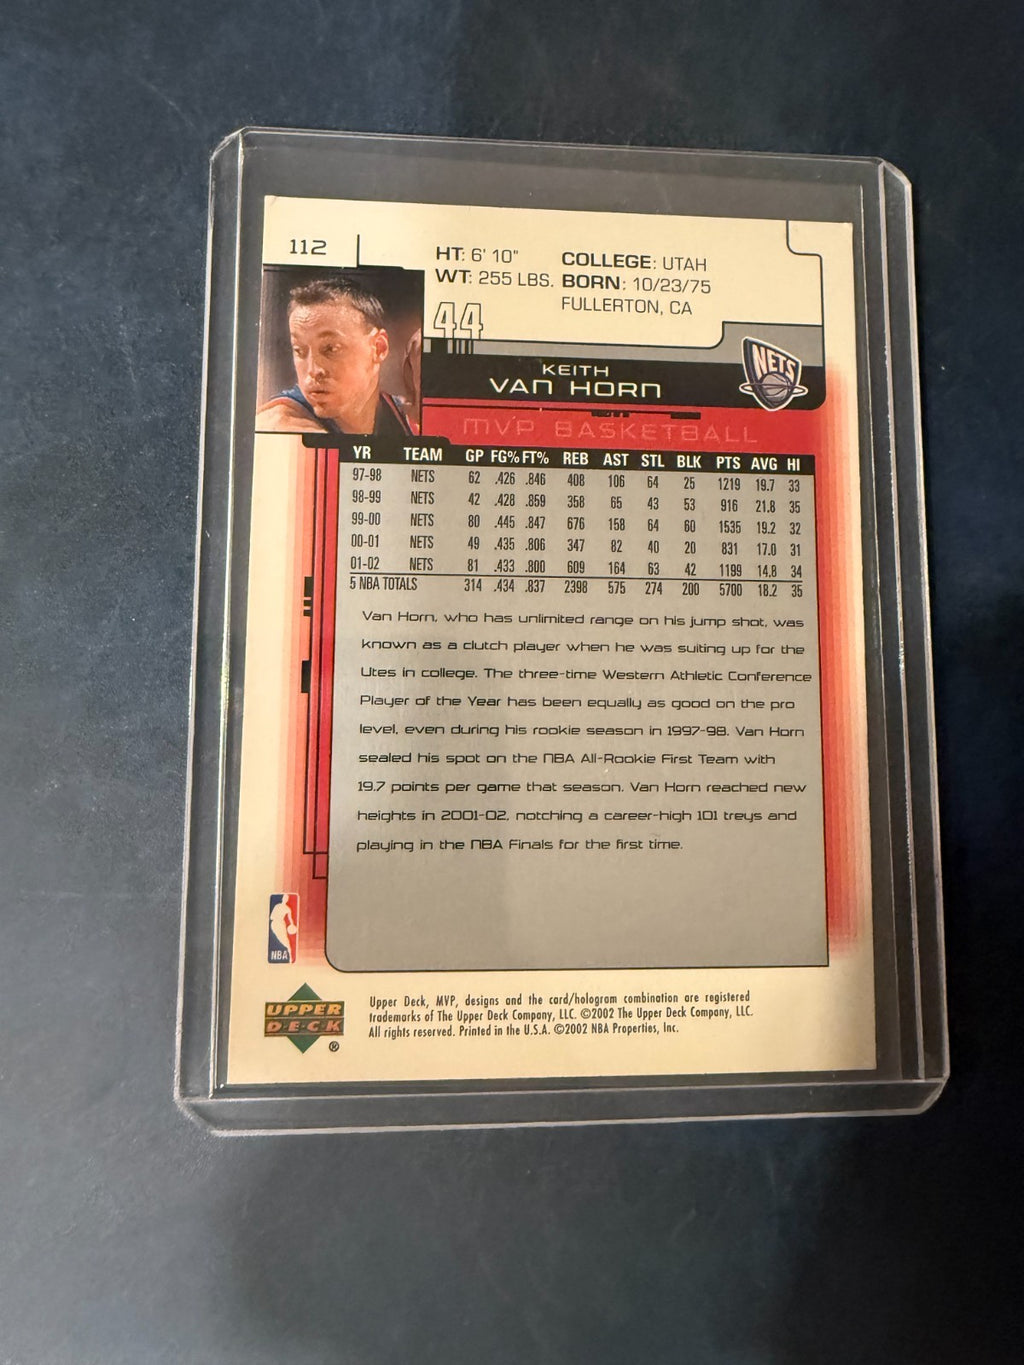 112
HT: 6' 10" COLLEGE: UTAH
WT: 255 LBS. BORN: 10/23/75
FULLERTON, CA
44
NETS
KEITH
VAN HORN
MVP BASKETBALL
YR TEAM GP FG% FT% REB AST STL BLK PTS AVG HI
97-98 NETS 62 .426 .846 408 106 64 25 1219 19.7 33
98-99 NETS 42 .428 .859 358 65 43 53 916 21.8 35
99-00 NETS 80 .445 .847 676 158 64 60 1535 19.2 32
00-01 NETS 49 .435 .806 347 82 40 20 831 17.0 31
01-02 NETS 81 .433 .800 609 164 63 42 1199 14.8 34
5 NBA TOTALS 314 .434 .837 2398 575 274 200 5700 18.2 35
Van Horn, who has unlimited range on his jump shot, was
known as a clutch player when he was suiting up for the
Utes in college. The three-time Western Athletic Conference
Player of the Year has been equally as good on the pro
level, even during his rookie season in 1997-98. Van Horn
sealed his spot on the NBA All-Rookie First Team with
19.7 points per game that season. Van Horn reached new
heights in 2001-02, notching a career-high 101 treys and
playing in the NBA Finals for the first time.
NBA
UPPER
DECK
®
Upper Deck, MVP, designs and the card/hologram combination are registered
trademarks of The Upper Deck Company, LLC. ©2002 The Upper Deck Company, LLC.
All rights reserved. Printed in the U.S.A. ©2002 NBA Properties, Inc.